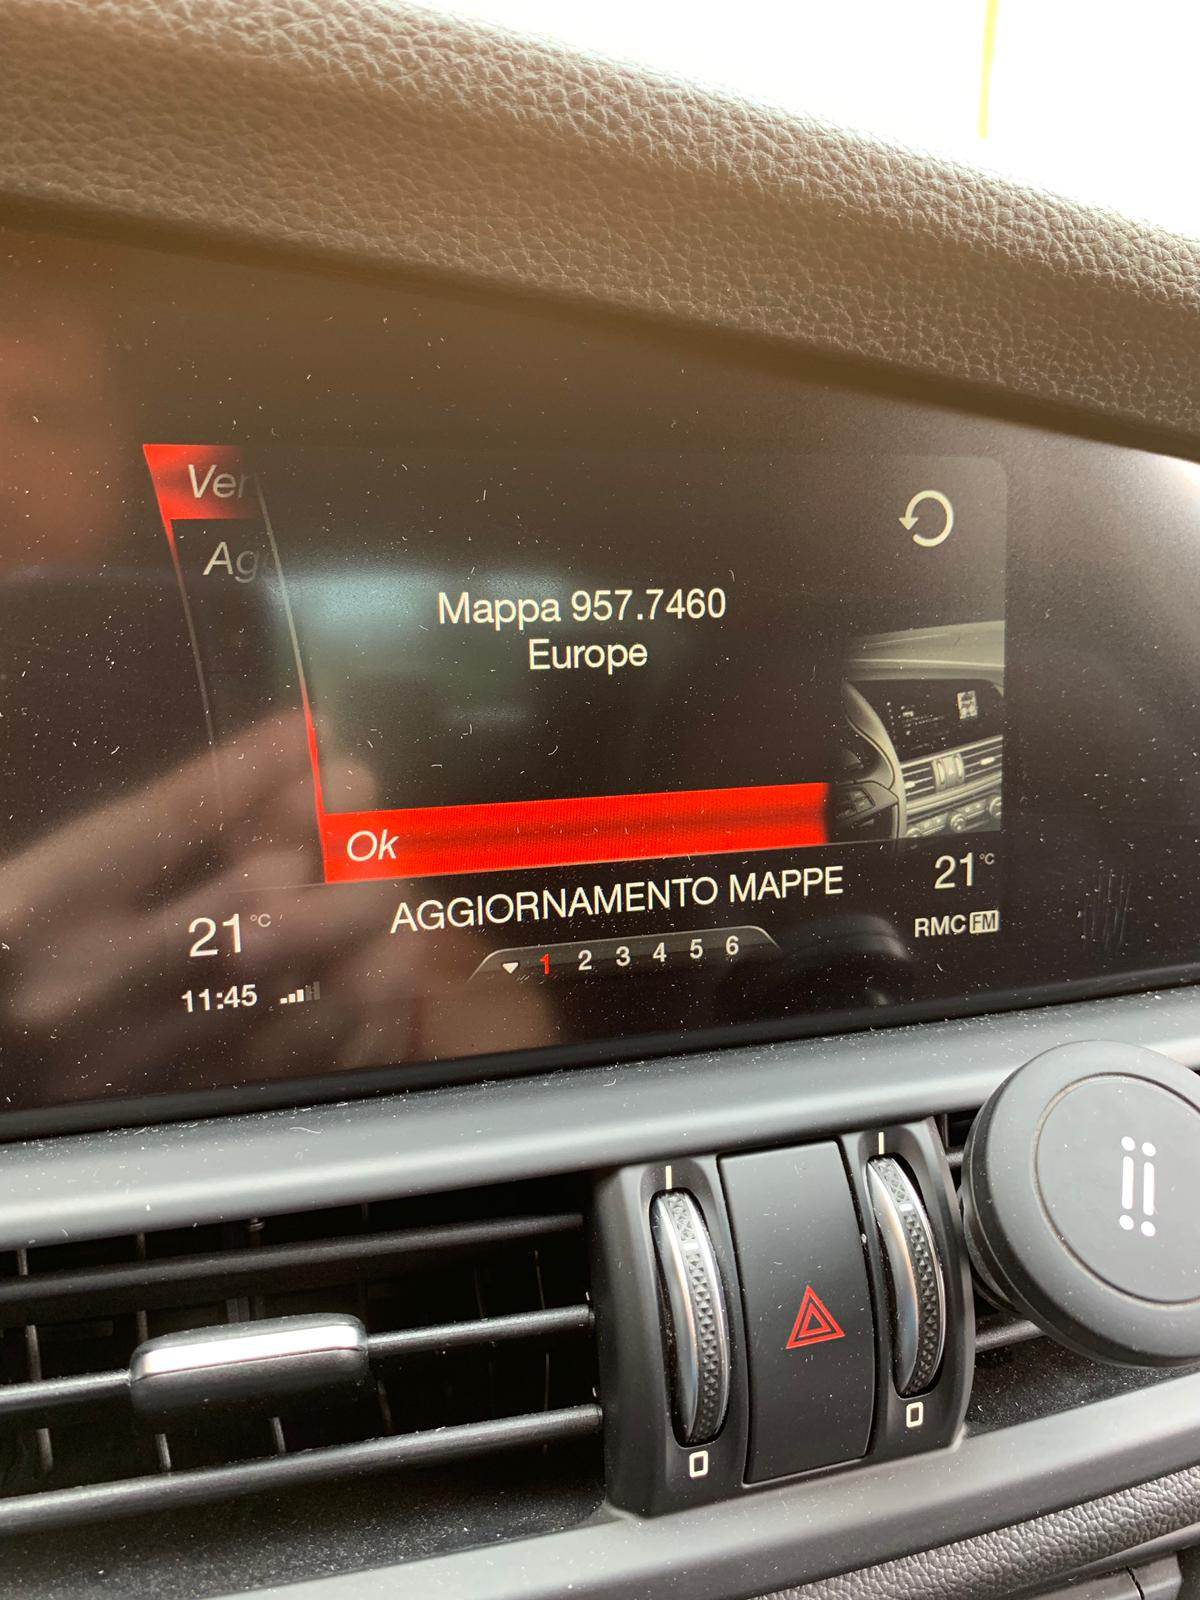 Ver
Ag
Mappa 957.7460
Europe
Ok
AGGIORNAMENTO MAPPE
21°C
21°C
RMC FM
1 2 3 4 5 6
11:45